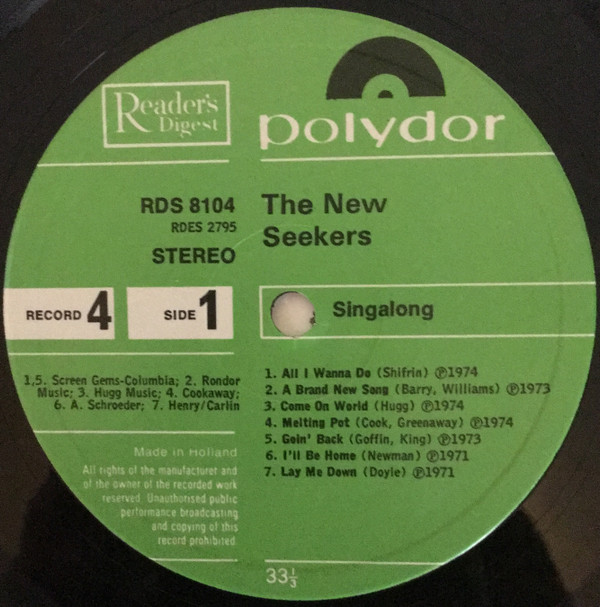 Reader's
Digest
polydor
RDS 8104
RDES 2795
STEREO
The New
Seekers
RECORD 4
SIDE 1
Singalong
1,5. Screen Gems-Columbia; 2. Rondor
Music; 3. Hugg Music; 4. Cookaway;
6. A. Schroeder; 7. Henry/Carlin
1. All I Wanna Do (Shifrin) ℗1974
2. A Brand New Song (Barry, Williams) ℗1973
3. Come On World (Hugg) ℗1974
4. Melting Pot (Cook, Greenaway) ℗1974
5. Goin' Back (Goffin, King) ℗1973
6. I'll Be Home (Newman) ℗1971
7. Lay Me Down (Doyle) ℗1971
Made in Holland
All rights of the manufacturer and
of the owner of the recorded work
reserved. Unauthorised public
performance broadcasting
and copying of this
record prohibited.
33⅓